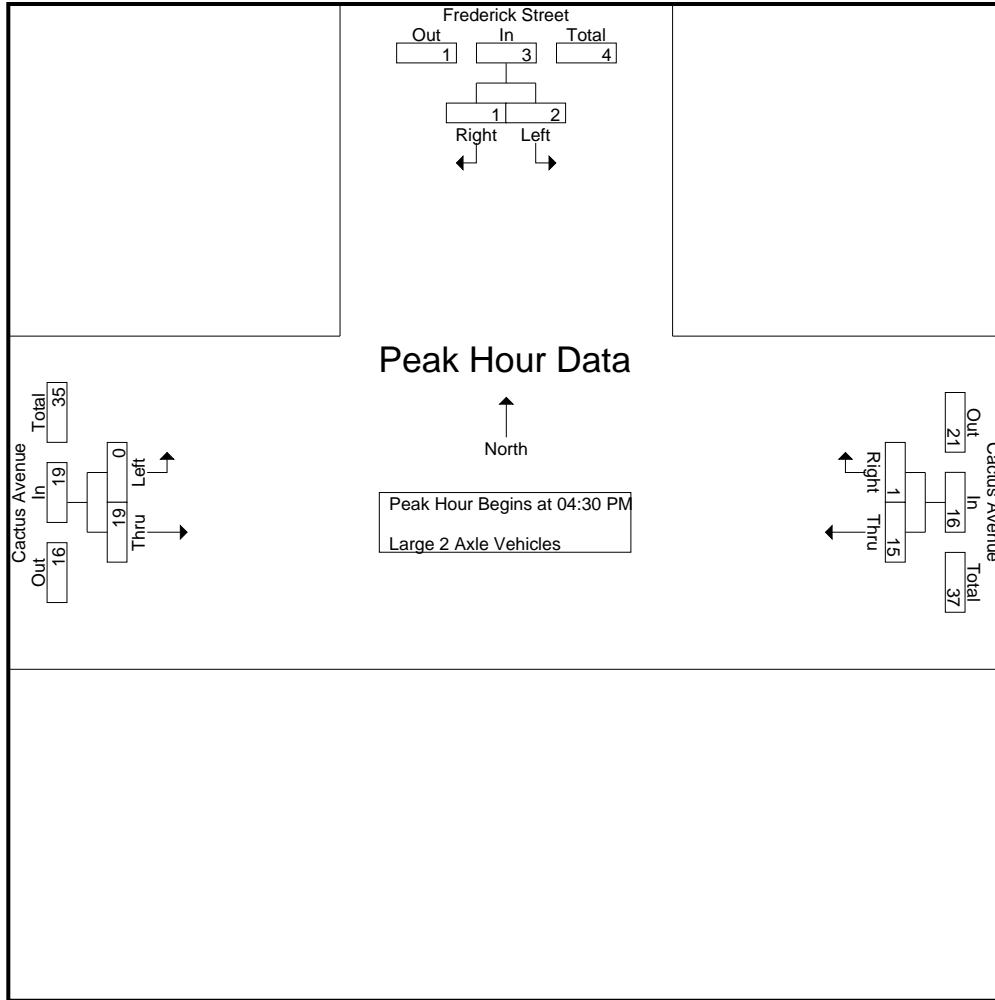 Frederick Street
Out In Total
1 3 4
1 2
Right Left
Peak Hour Data
North
Peak Hour Begins at 04:30 PM
Large 2 Axle Vehicles
Cactus Avenue
Total In Out
35 19 16
0 19
Left Thru
Right Thru
1 15
21 16 37
Out In Total
Cactus Avenue